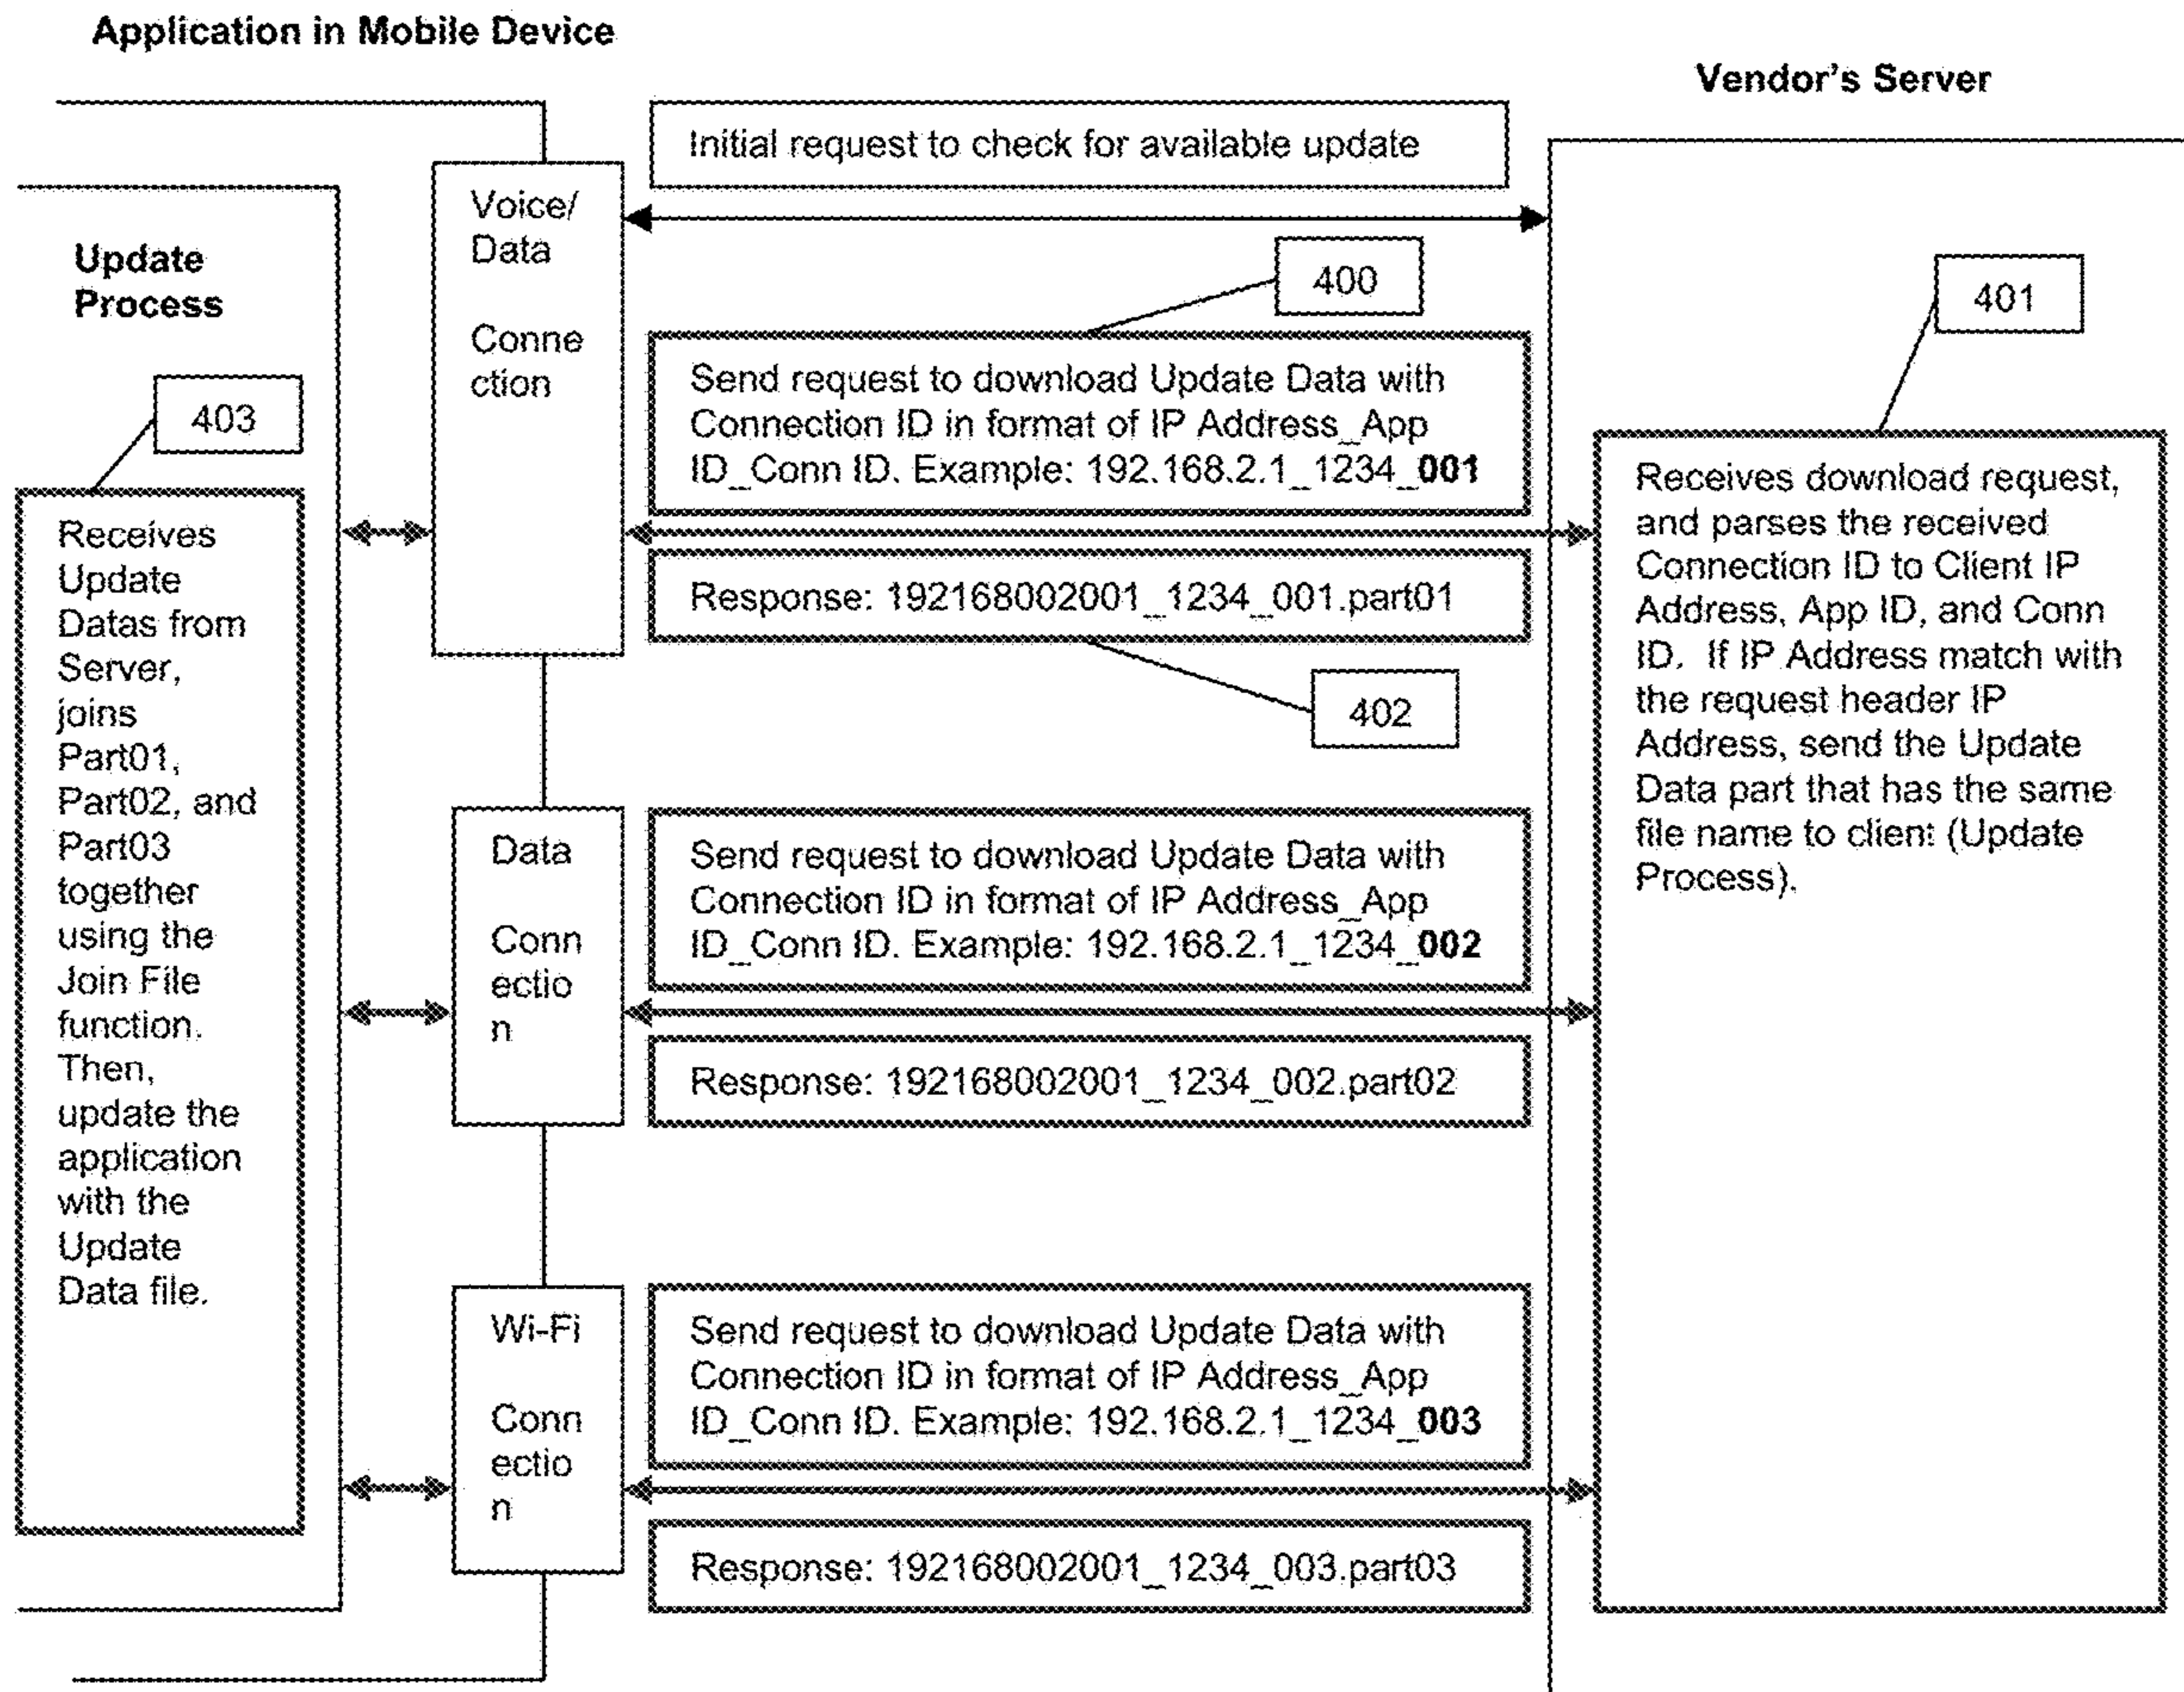 Application in Mobile Device
Vendor's Server
Initial request to check for available update
Voice/
Data
Conne
ction
Update
Process
400
401
Send request to download Update Data with
Connection ID in format of IP Address_App
ID_Conn ID. Example: 192.168.2.1_1234_001
403
Receives
Update
Datas from
Server,
joins
Part01,
Part02, and
Part03
together
using the
Join File
function.
Then,
update the
application
with the
Update
Data file.
Receives download request,
and parses the received
Connection ID to Client IP
Address, App ID, and Conn
ID. If IP Address match with
the request header IP
Address, send the Update
Data part that has the same
file name to client (Update
Process).
Response: 192168002001_1234_001.part01
402
Data
Conn
ectio
n
Send request to download Update Data with
Connection ID in format of IP Address_App
ID_Conn ID. Example: 192.168.2.1_1234_002
Response: 192168002001_1234_002.part02
Wi-Fi
Conn
ectio
n
Send request to download Update Data with
Connection ID in format of IP Address_App
ID_Conn ID. Example: 192.168.2.1_1234_003
Response: 192168002001_1234_003.part03